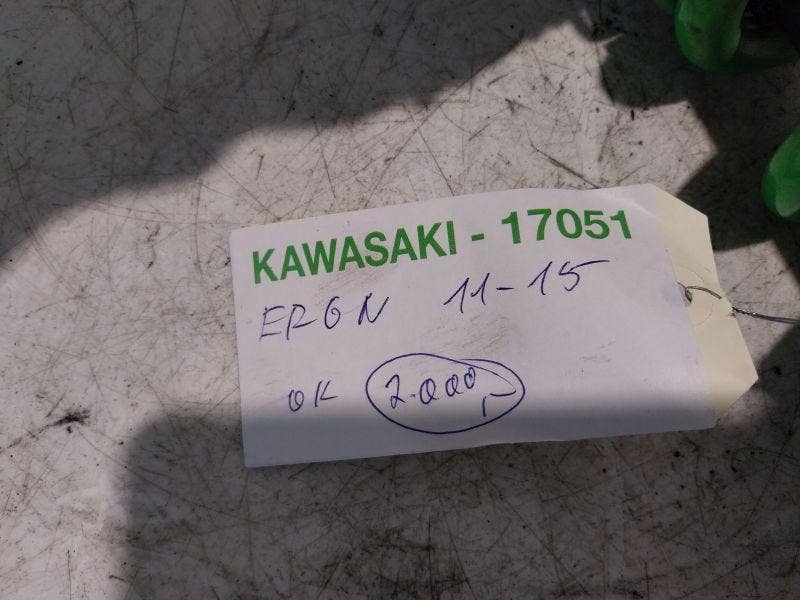 KAWASAKI - 17051
ER6N 11-15
OK 2.000,-